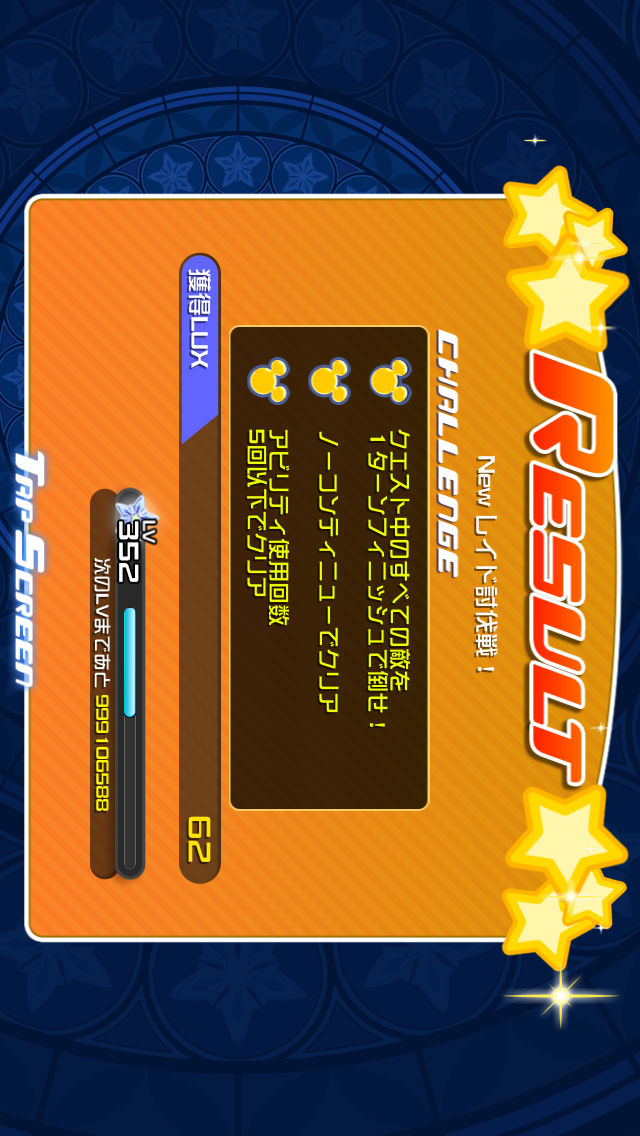 RESULT
New レイド討伐戦！
CHALLENGE
クエスト中のすべての敵を
1ターンフィニッシュで倒せ！
ノーコンティニューでクリア
アビリティ使用回数
5回以下でクリア
獲得LUX 62
LV 352
次のLVまであと 999106588
TAP SCREEN